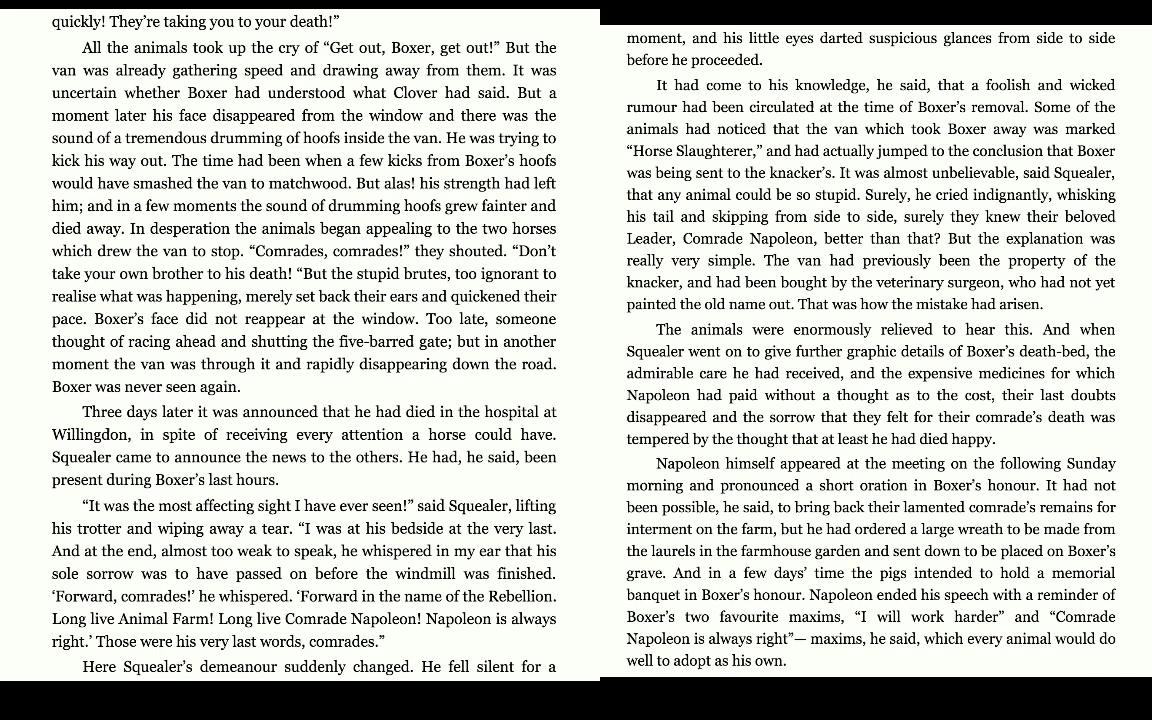 quickly! They’re taking you to your death!”
All the animals took up the cry of “Get out, Boxer, get out!” But the
van was already gathering speed and drawing away from them. It was
uncertain whether Boxer had understood what Clover had said. But a
moment later his face disappeared from the window and there was the
sound of a tremendous drumming of hoofs inside the van. He was trying to
kick his way out. The time had been when a few kicks from Boxer’s hoofs
would have smashed the van to matchwood. But alas! his strength had left
him; and in a few moments the sound of drumming hoofs grew fainter and
died away. In desperation the animals began appealing to the two horses
which drew the van to stop. “Comrades, comrades!” they shouted. “Don’t
take your own brother to his death! “But the stupid brutes, too ignorant to
realise what was happening, merely set back their ears and quickened their
pace. Boxer’s face did not reappear at the window. Too late, someone
thought of racing ahead and shutting the five-barred gate; but in another
moment the van was through it and rapidly disappearing down the road.
Boxer was never seen again.
Three days later it was announced that he had died in the hospital at
Willingdon, in spite of receiving every attention a horse could have.
Squealer came to announce the news to the others. He had, he said, been
present during Boxer’s last hours.
“It was the most affecting sight I have ever seen!” said Squealer, lifting
his trotter and wiping away a tear. “I was at his bedside at the very last.
And at the end, almost too weak to speak, he whispered in my ear that his
sole sorrow was to have passed on before the windmill was finished.
‘Forward, comrades!’ he whispered. ‘Forward in the name of the Rebellion.
Long live Animal Farm! Long live Comrade Napoleon! Napoleon is always
right.’ Those were his very last words, comrades.”
Here Squealer’s demeanour suddenly changed. He fell silent for a
moment, and his little eyes darted suspicious glances from side to side
before he proceeded.
It had come to his knowledge, he said, that a foolish and wicked
rumour had been circulated at the time of Boxer’s removal. Some of the
animals had noticed that the van which took Boxer away was marked
“Horse Slaughterer,” and had actually jumped to the conclusion that Boxer
was being sent to the knacker’s. It was almost unbelievable, said Squealer,
that any animal could be so stupid. Surely, he cried indignantly, whisking
his tail and skipping from side to side, surely they knew their beloved
Leader, Comrade Napoleon, better than that? But the explanation was
really very simple. The van had previously been the property of the
knacker, and had been bought by the veterinary surgeon, who had not yet
painted the old name out. That was how the mistake had arisen.
The animals were enormously relieved to hear this. And when
Squealer went on to give further graphic details of Boxer’s death-bed, the
admirable care he had received, and the expensive medicines for which
Napoleon had paid without a thought as to the cost, their last doubts
disappeared and the sorrow that they felt for their comrade’s death was
tempered by the thought that at least he had died happy.
Napoleon himself appeared at the meeting on the following Sunday
morning and pronounced a short oration in Boxer’s honour. It had not
been possible, he said, to bring back their lamented comrade’s remains for
interment on the farm, but he had ordered a large wreath to be made from
the laurels in the farmhouse garden and sent down to be placed on Boxer’s
grave. And in a few days’ time the pigs intended to hold a memorial
banquet in Boxer’s honour. Napoleon ended his speech with a reminder of
Boxer’s two favourite maxims, “I will work harder” and “Comrade
Napoleon is always right”— maxims, he said, which every animal would do
well to adopt as his own.